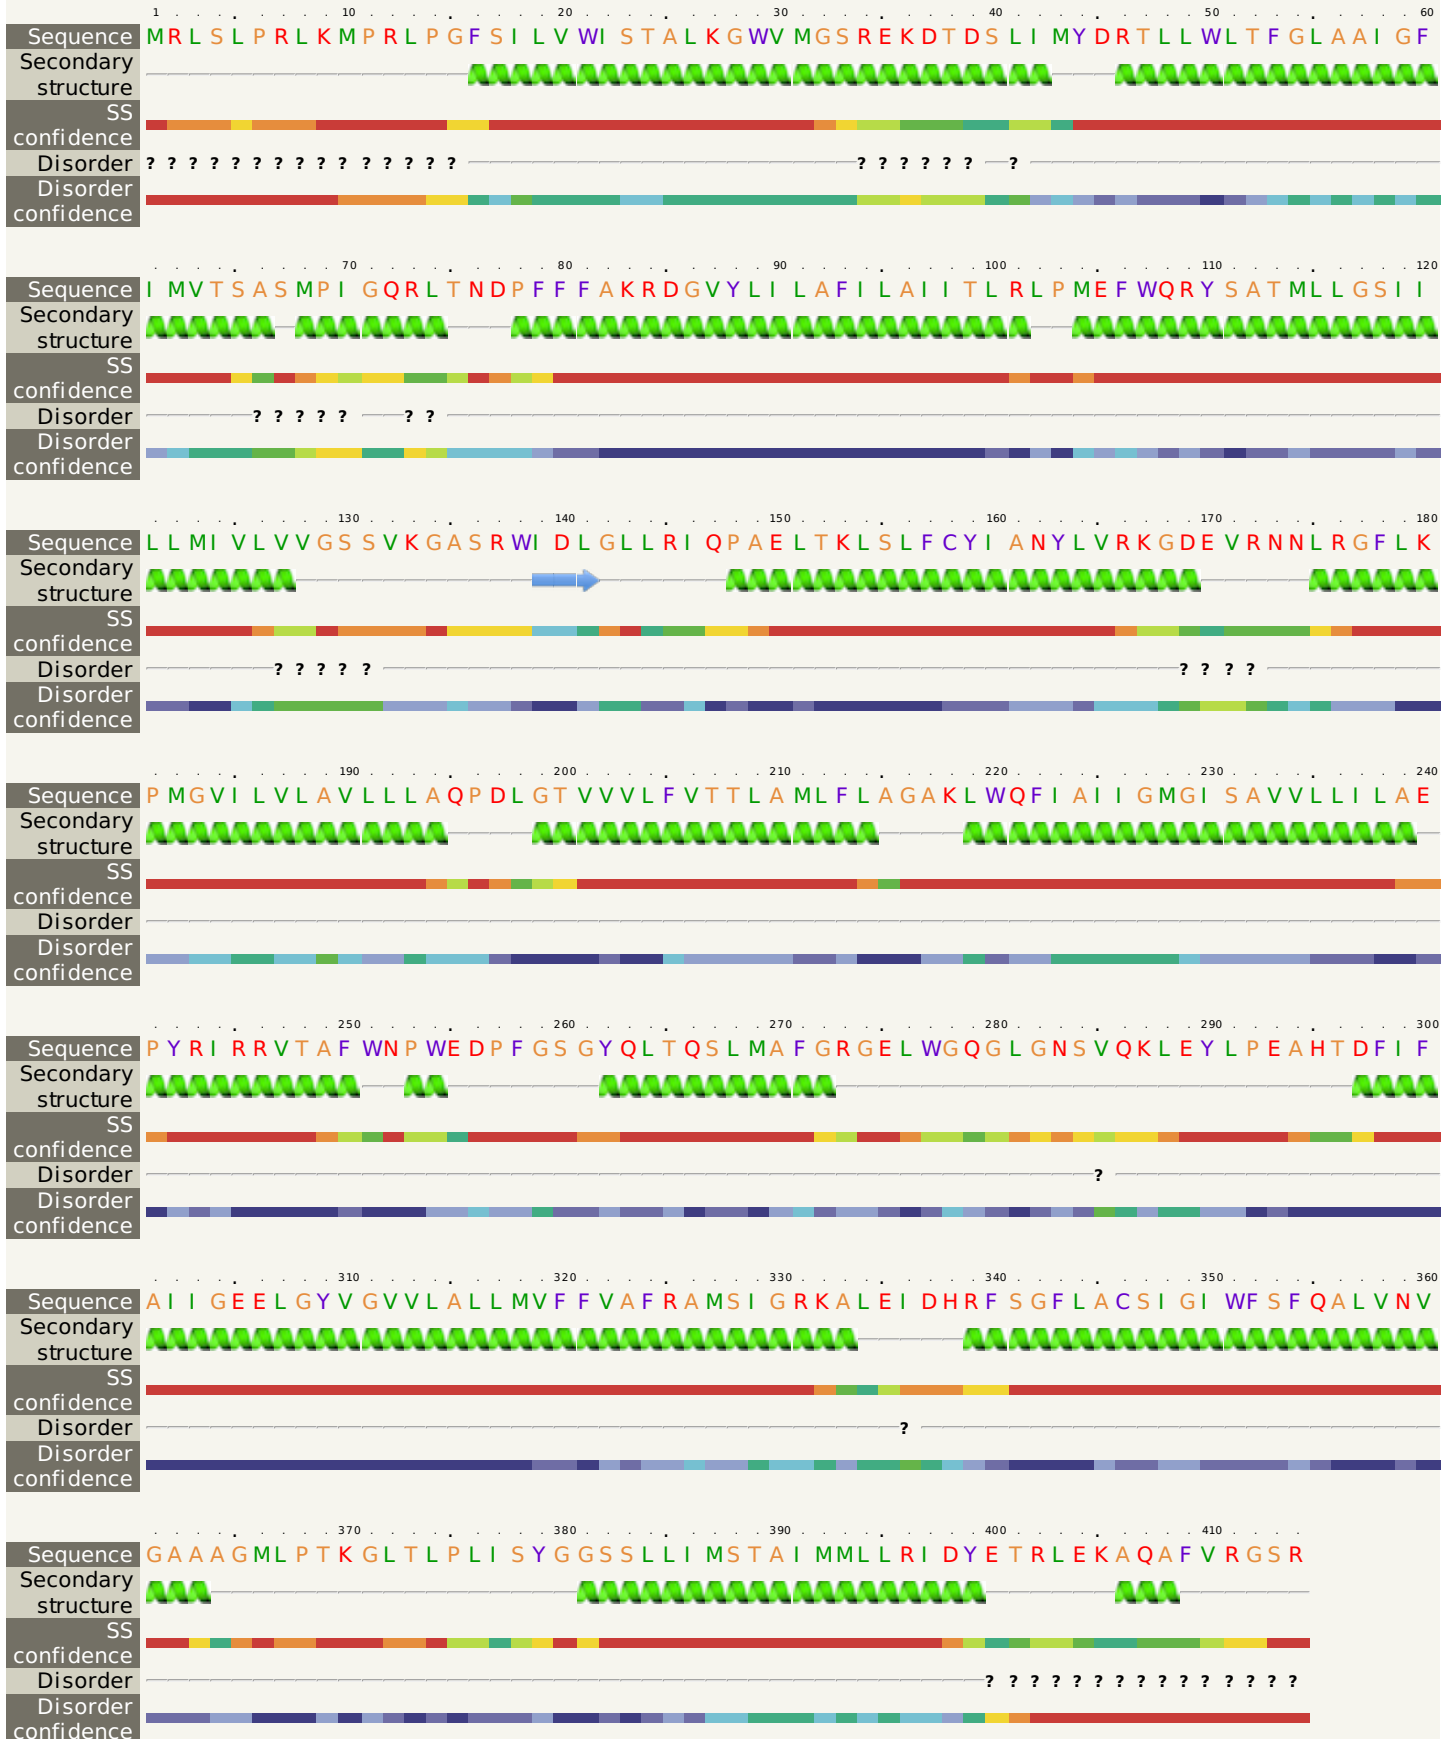 1 10 20 30 40 50 60
Sequence MRLSLPRLKMPRLPGFSILVWISTALKGWVMGSREKDTDSLIMYDRTLLWLTFGLAAIGF
Secondary
structure
SS
confidence
Disorder ? ? ? ? ? ? ? ? ? ? ? ? ? ? ? ? ? ? ? ? ? ?
Disorder
confidence
70 80 90 100 110 120
Sequence IMVTSASMPIGQRLTNDPFFFAKRDGVYLILAFILAIITLRLPMEFWQRYSATMLLGSII
Secondary
structure
SS
confidence
Disorder ? ? ? ? ? ? ?
Disorder
confidence
130 140 150 160 170 180
Sequence LLMIVLVVGSSVKGASRWIDLGLLRIQPAELTKLSLFCYIANYLVRKGDEVRNNLRGFLK
Secondary
structure
SS
confidence
Disorder ? ? ? ? ? ? ? ? ?
Disorder
confidence
190 200 210 220 230 240
Sequence PMGVILVLAVLLLAQPDLGTVVVLFVTTLAMLFLAGAKLWQFIAIIGMGISAVVLLILAE
Secondary
structure
SS
confidence
Disorder
Disorder
confidence
250 260 270 280 290 300
Sequence PYRIRRVTAFWNPWEDPFGSGYQLTQSLMAFGRGELWGQGLGNSVQKLEYLPEAHTDFIF
Secondary
structure
SS
confidence
Disorder ?
Disorder
confidence
310 320 330 340 350 360
Sequence AIIGEELGYVGVVLALLMVFFVAFRAMSIGRKALEIDHRFSGFLACSIGIWFSFQALVNV
Secondary
structure
SS
confidence
Disorder ?
Disorder
confidence
370 380 390 400 410
Sequence GAAAGMLPTKGLTLPLISYGGSSLLIMSTAIMMLLRIDYETRLEKAQAFVRGSR
Secondary
structure
SS
confidence
Disorder ? ? ? ? ? ? ? ? ? ? ? ? ? ? ?
Disorder
confidence